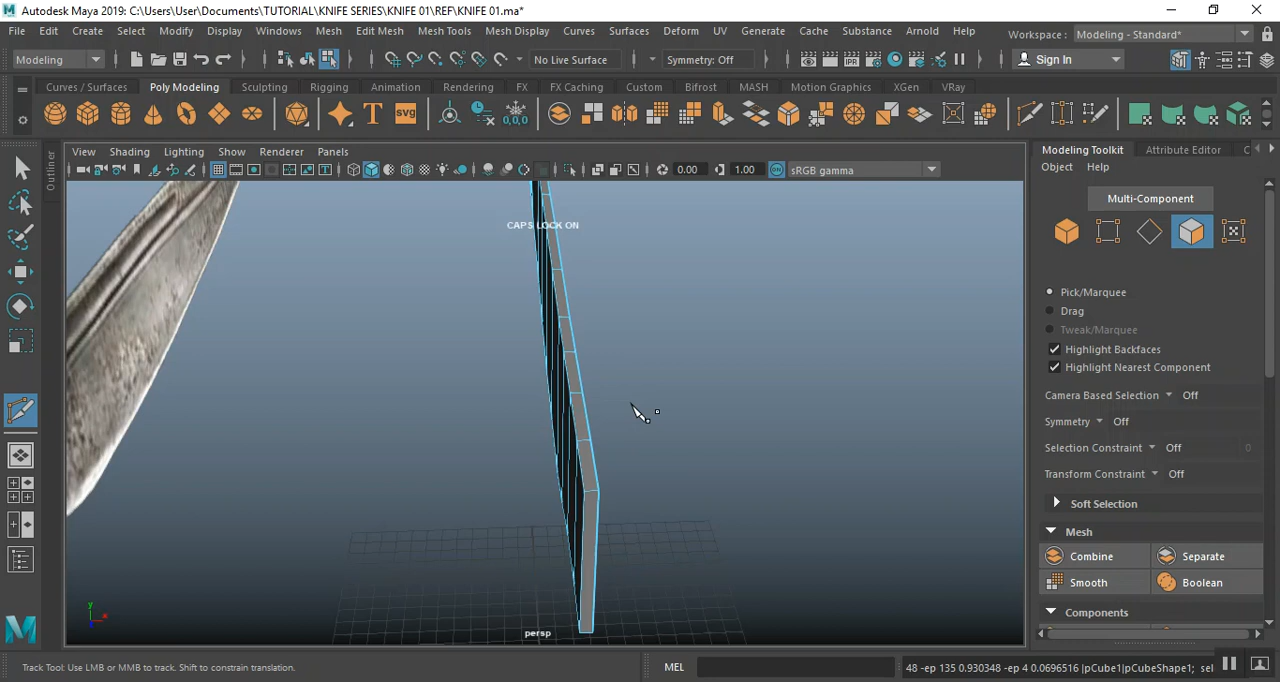 Autodesk Maya 2019: C:\Users\User\Documents\TUTORIAL\KNIFE SERIES\KNIFE 01\REF\KNIFE 01.ma*
File Edit Create Select Modify Display Windows Mesh Edit Mesh Mesh Tools Mesh Display Curves Surfaces Deform UV Generate Cache Substance Arnold Help Workspace : Modeling - Standard*
Modeling No Live Surface Symmetry: Off Sign In
Curves / Surfaces Poly Modeling Sculpting Rigging Animation Rendering FX FX Caching Custom Bifrost MASH Motion Graphics XGen VRay
T SVG 0,0,0
View Shading Lighting Show Renderer Panels
0.00 1.00 ON sRGB gamma
Outliner
CAPS LOCK ON
y
x
persp
Modeling Toolkit Attribute Editor C
Object Help
Multi-Component
Pick/Marquee
Drag
Tweak/Marquee
Highlight Backfaces
Highlight Nearest Component
Camera Based Selection Off
Symmetry Off
Selection Constraint Off 0
Transform Constraint Off
Soft Selection
Mesh
Combine Separate
Smooth Boolean
Components
Track Tool: Use LMB or MMB to track. Shift to constrain translation. MEL 48 -ep 135 0.930348 -ep 4 0.0696516 |pCube1|pCubeShape1; sel